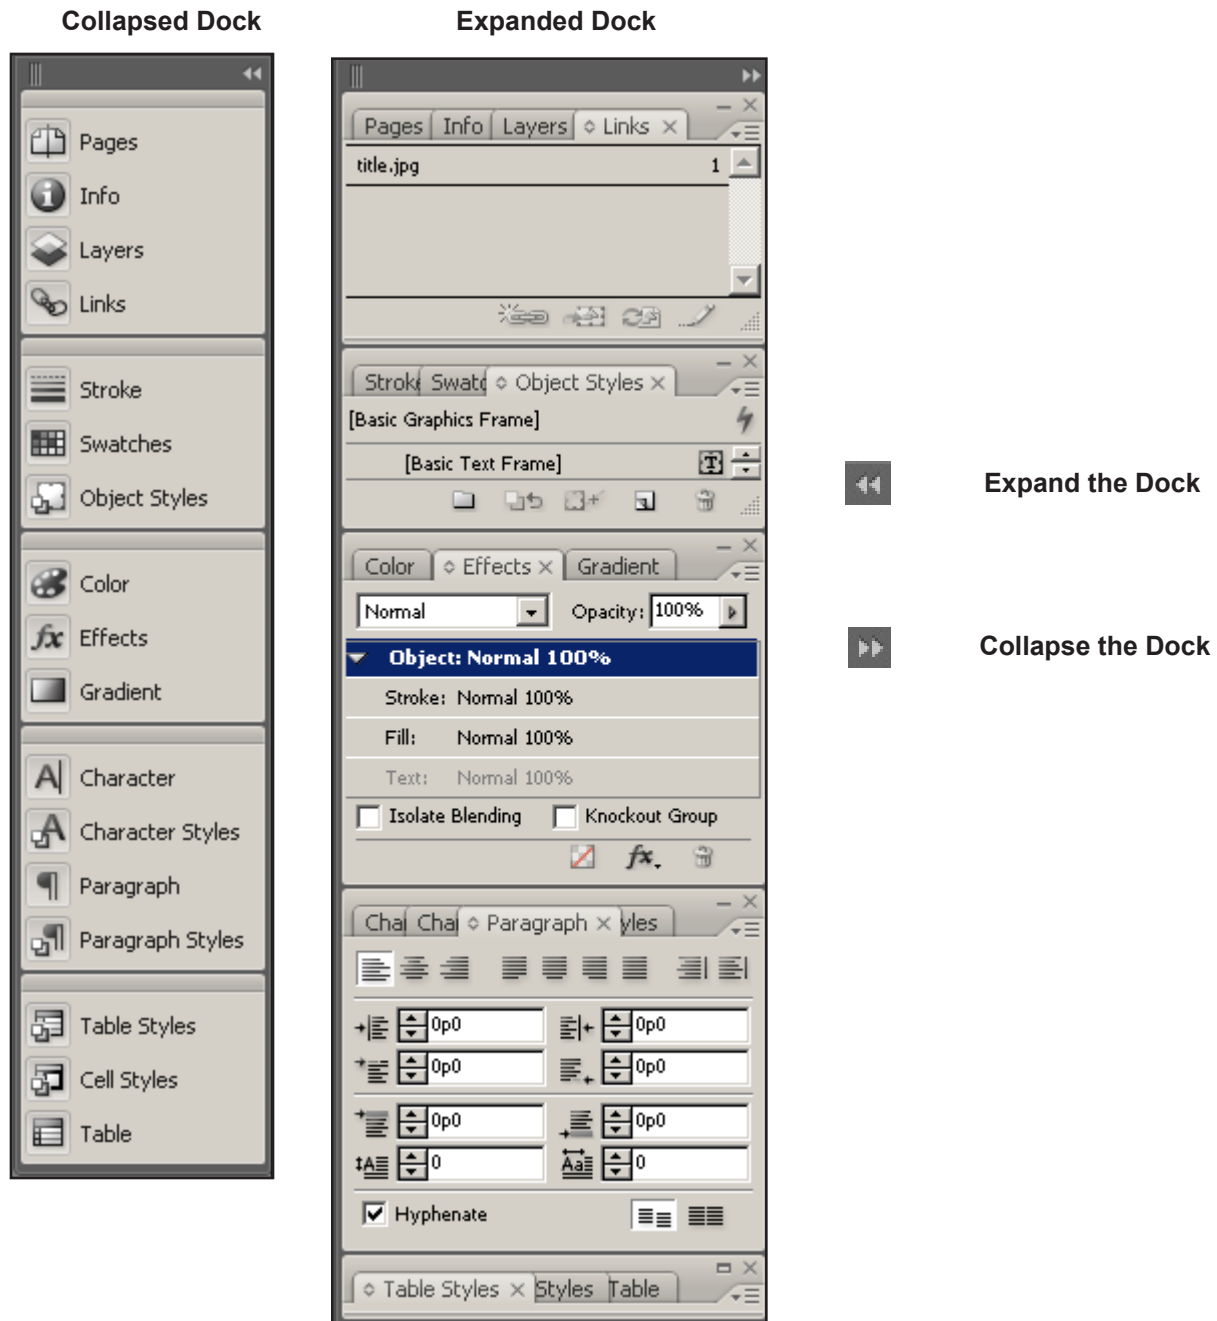 Collapsed Dock
Expanded Dock
Pages
Info
Layers
Links
Stroke
Swatches
Object Styles
Color
Effects
Gradient
Character
Character Styles
Paragraph
Paragraph Styles
Table Styles
Cell Styles
Table
Pages Info Layers Links
title.jpg 1
Strok Swatc Object Styles
[Basic Graphics Frame]
[Basic Text Frame]
Color Effects Gradient
Normal Opacity: 100%
Object: Normal 100%
Stroke: Normal 100%
Fill: Normal 100%
Text: Normal 100%
Isolate Blending Knockout Group
Cha Cha Paragraph yles
0p0 0p0
0p0 0p0
0p0 0p0
0 0
Hyphenate
Table Styles Styles Table
Expand the Dock
Collapse the Dock